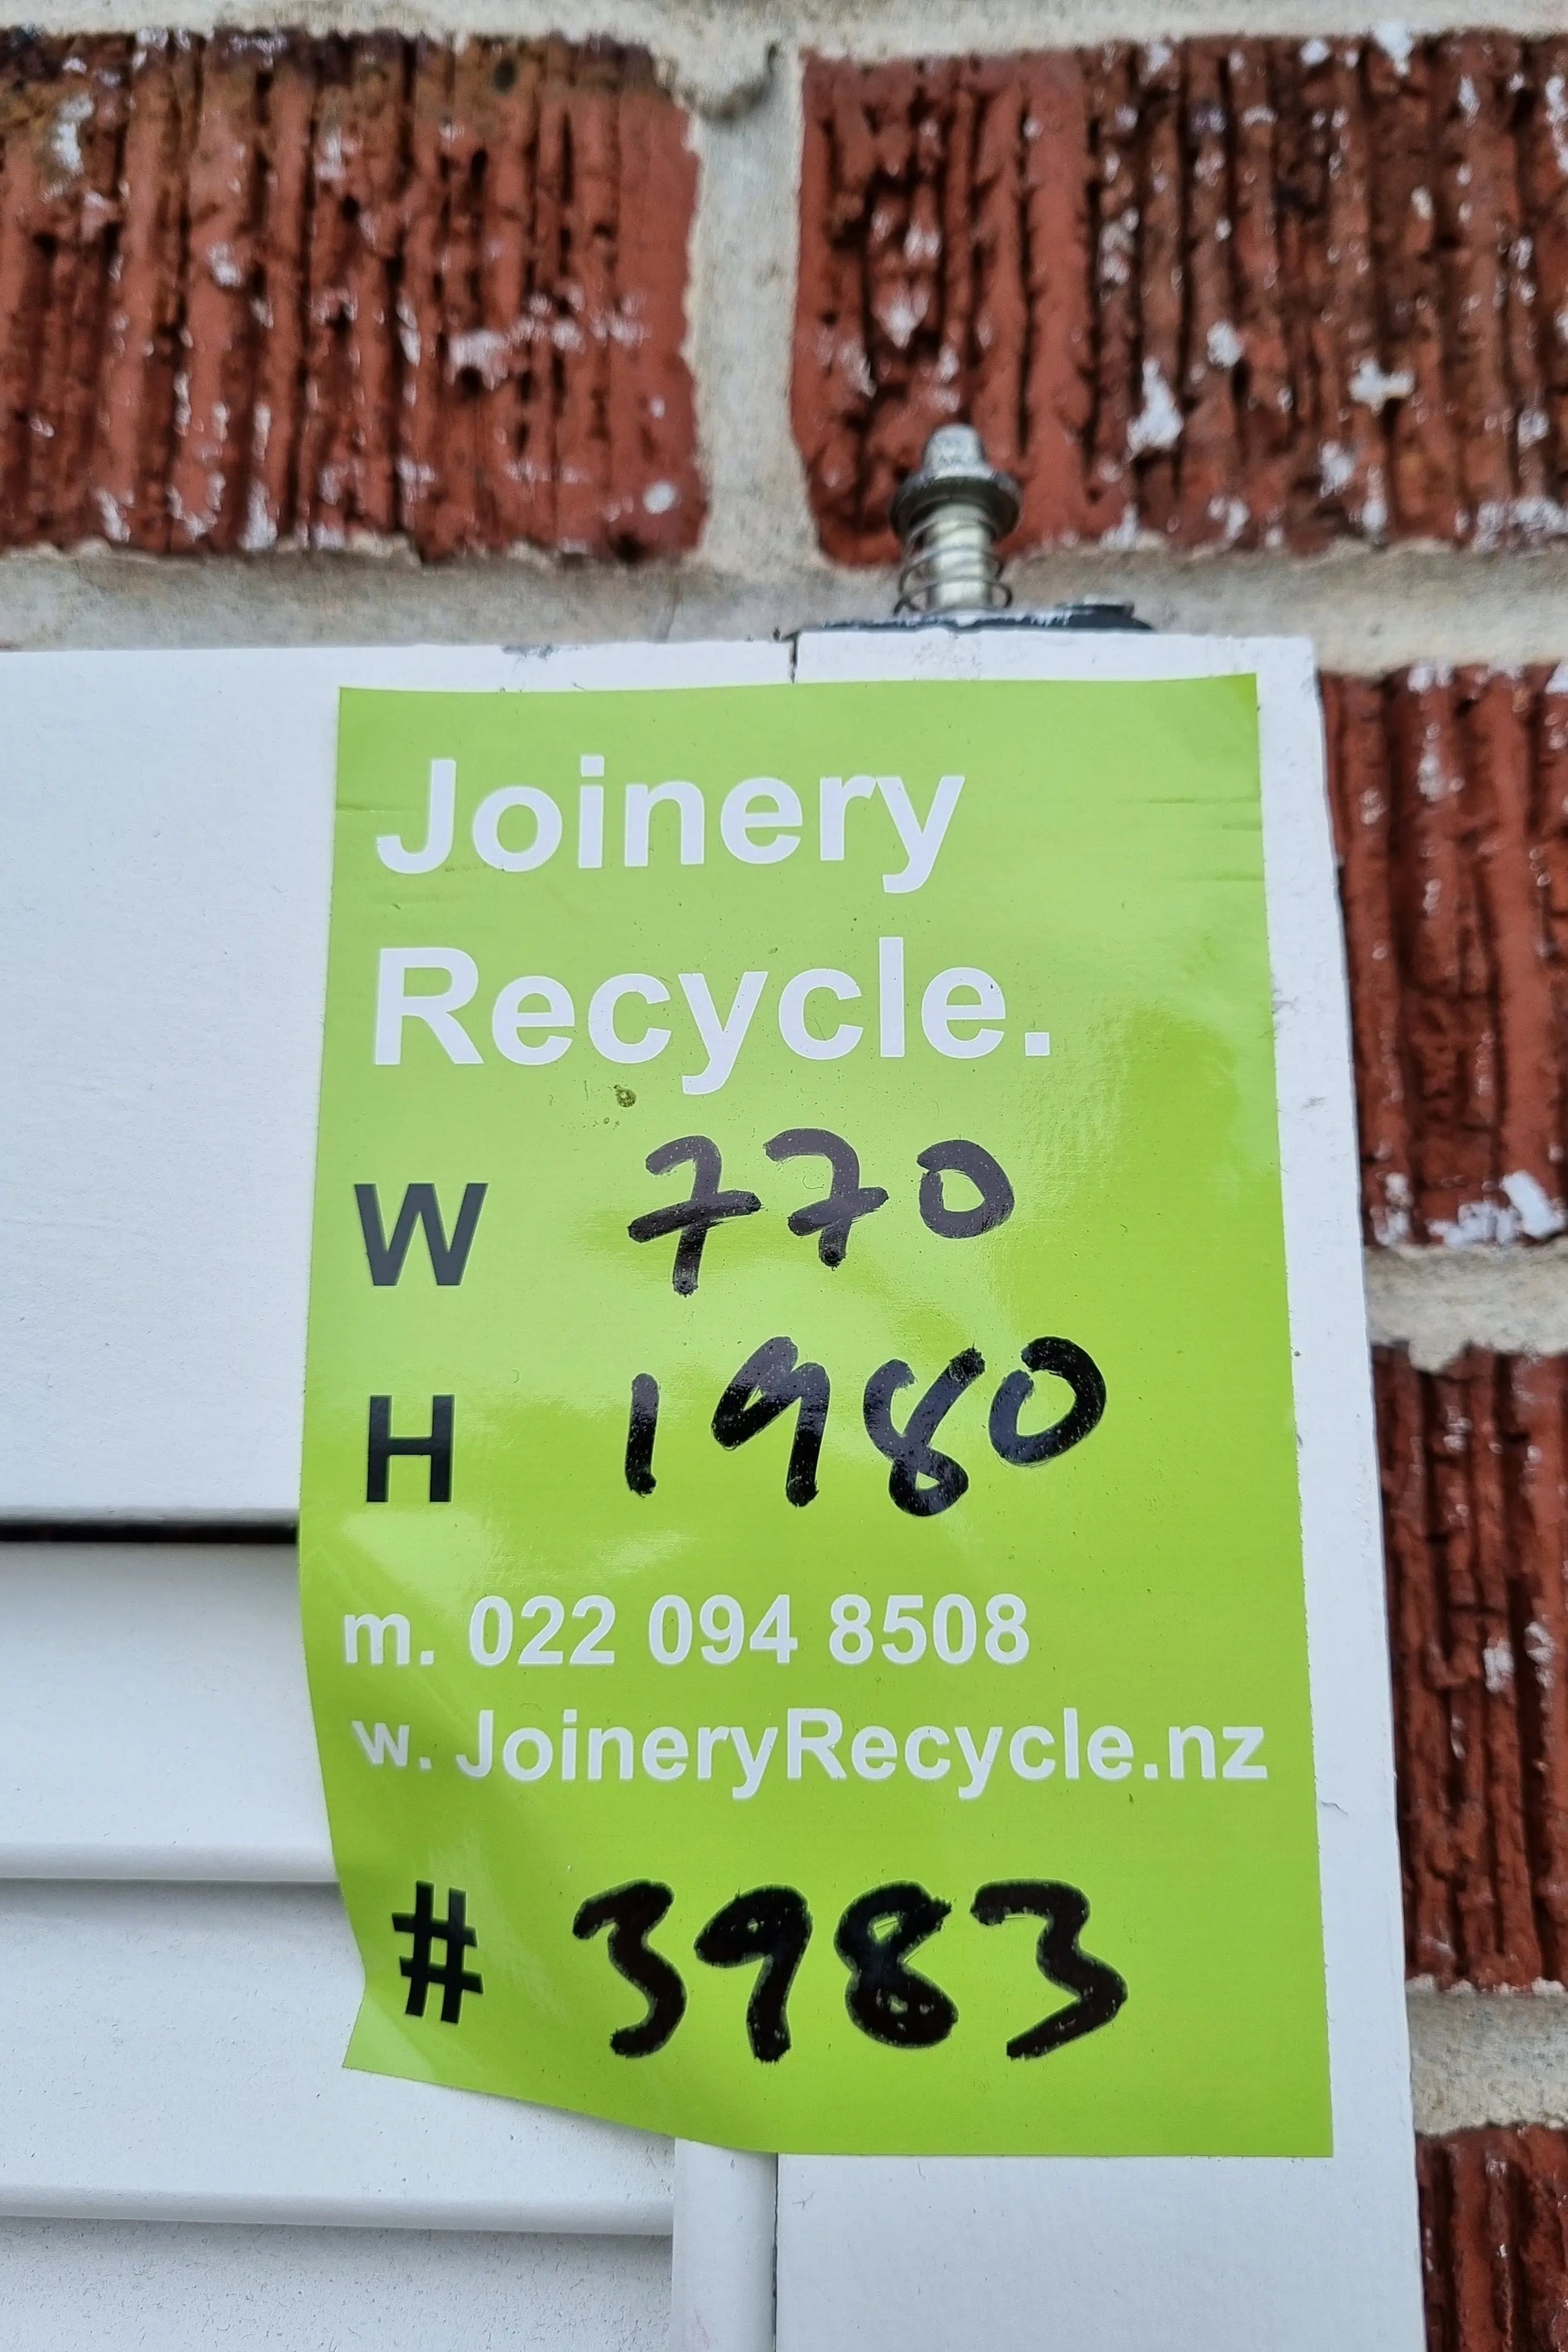 Joinery
Recycle.
W 770
H 1980
m. 022 094 8508
w. JoineryRecycle.nz
# 3983